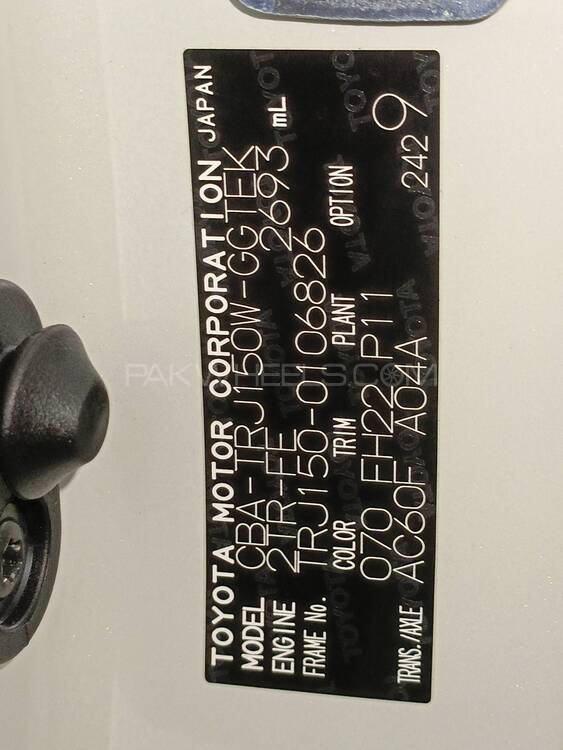 TOYOTA MOTOR CORPORATION JAPAN
MODEL CBA-TRJ150W-GGTEK
ENGINE 2TR-FE 2693 mL
FRAME No. TRJ150-0106826
COLOR TRIM PLANT OPTION
070 FH22 P11
TRANS./AXLE AC60F A04A 242 9
PAKWHEELS.COM